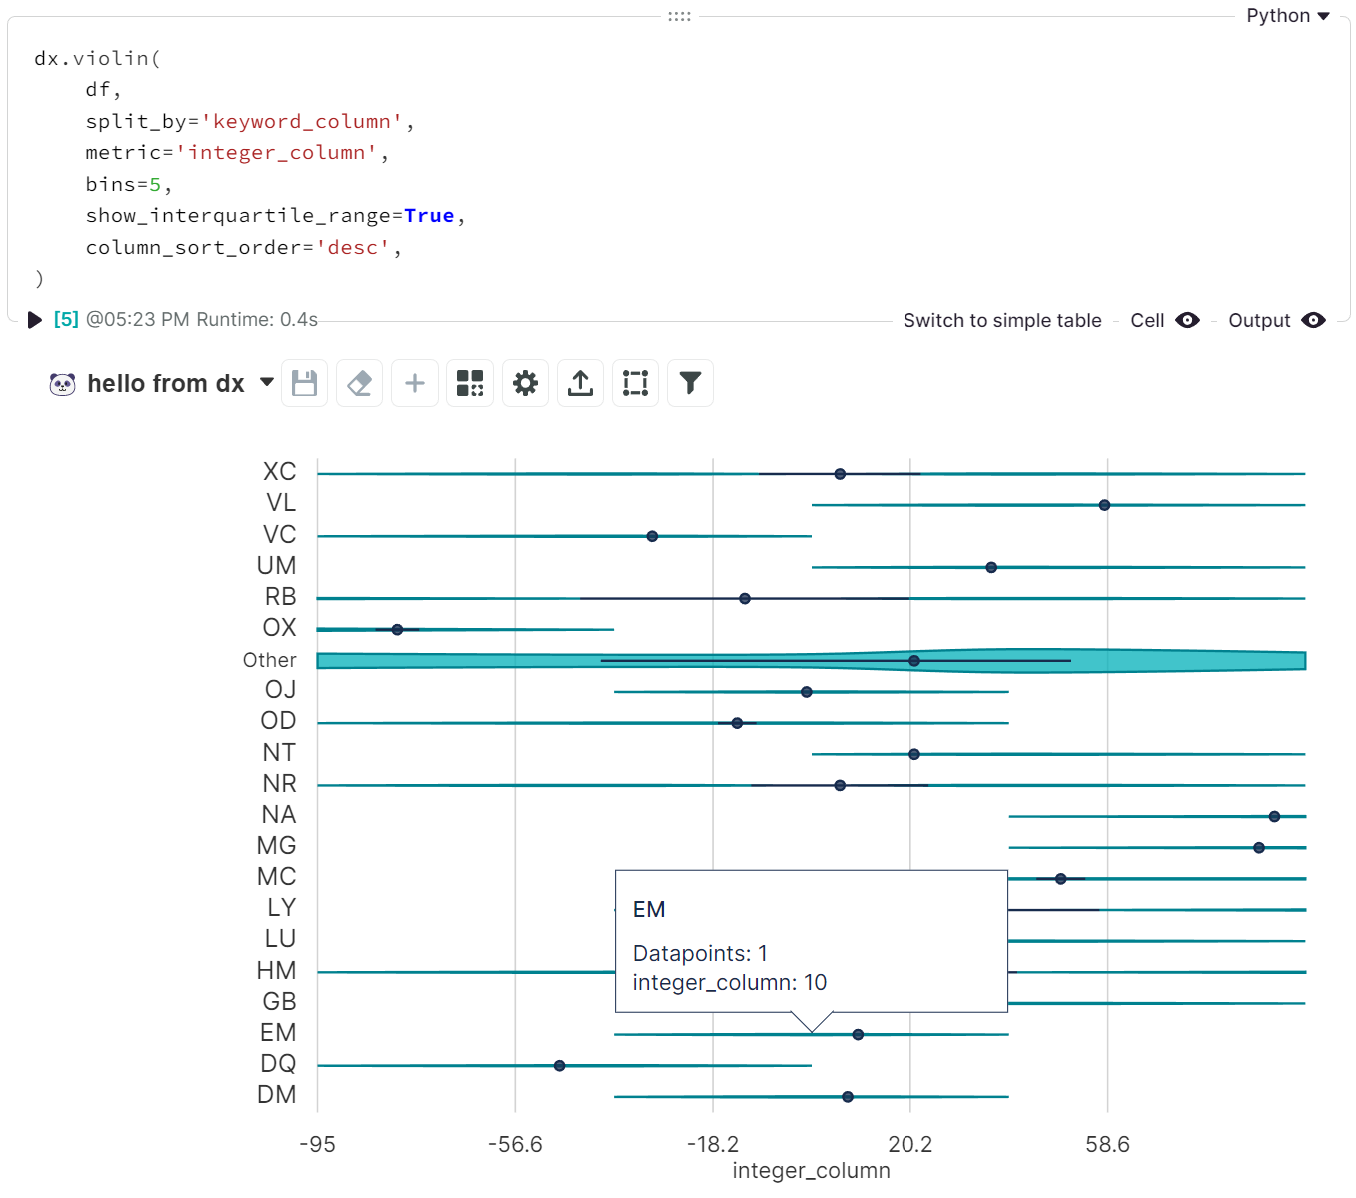 Python
dx.violin(
    df,
    split_by='keyword_column',
    metric='integer_column',
    bins=5,
    show_interquartile_range=True,
    column_sort_order='desc',
)
[5] @05:23 PM Runtime: 0.4s
Switch to simple table
Cell
Output
hello from dx
XC
VL
VC
UM
RB
OX
Other
OJ
OD
NT
NR
NA
MG
MC
LY
LU
HM
GB
EM
DQ
DM
EM
Datapoints: 1
integer_column: 10
-95 -56.6 -18.2 20.2 58.6
integer_column